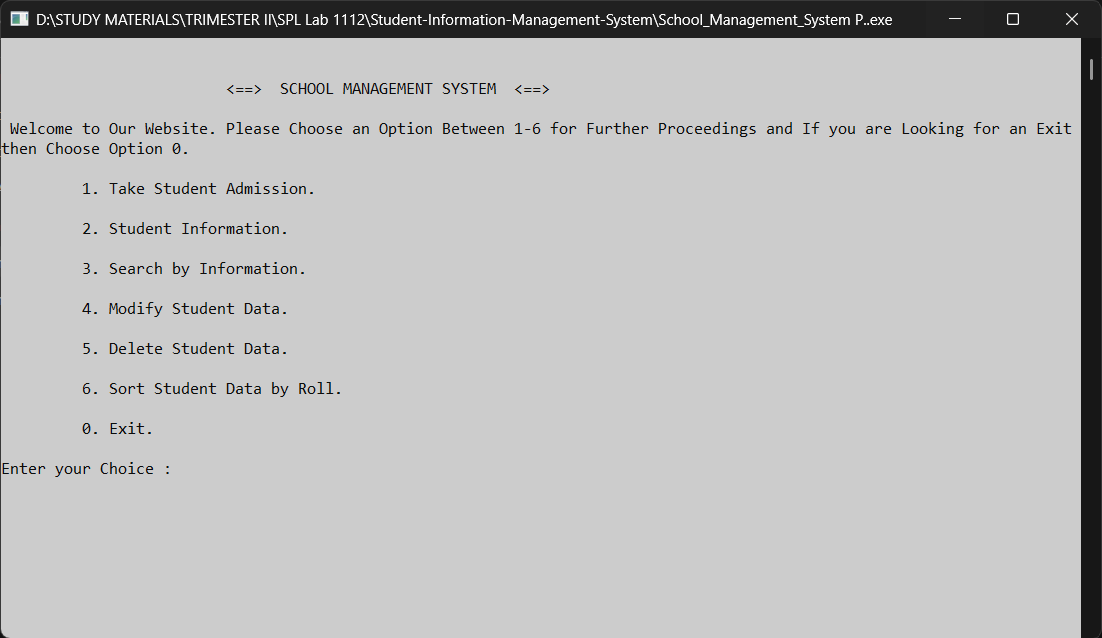 D:\STUDY MATERIALS\TRIMESTER II\SPL Lab 1112\Student-Information-Management-System\School_Management_System P..exe
<==>  SCHOOL MANAGEMENT SYSTEM  <==>
Welcome to Our Website. Please Choose an Option Between 1-6 for Further Proceedings and If you are Looking for an Exit
then Choose Option 0.
1. Take Student Admission.
2. Student Information.
3. Search by Information.
4. Modify Student Data.
5. Delete Student Data.
6. Sort Student Data by Roll.
0. Exit.
Enter your Choice :